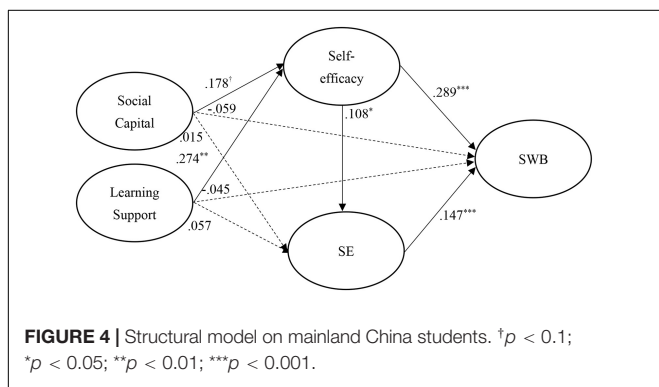 Self-
efficacy
.178†
.289***
Social
Capital
-.059
.108*
.015
.274**
SWB
Learning
Support
-.045
.057
.147***
SE
FIGURE 4 | Structural model on mainland China students. †p < 0.1;
*p < 0.05; **p < 0.01; ***p < 0.001.